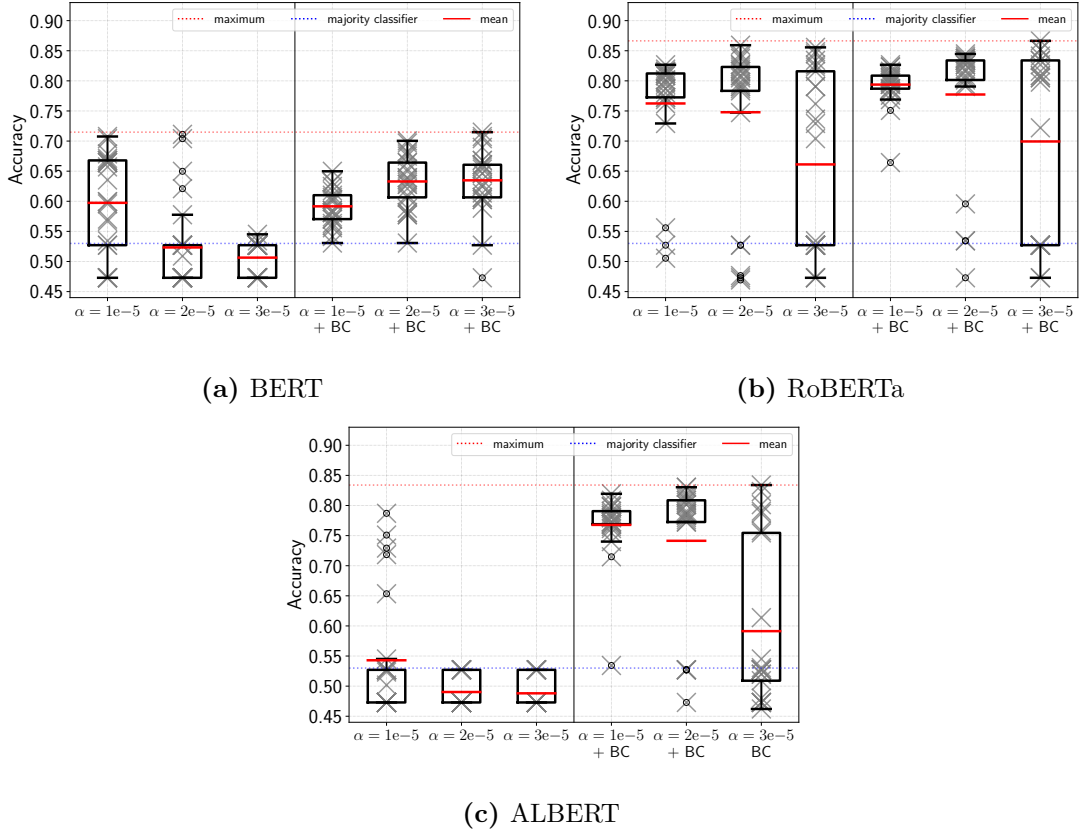 maximum majority classifier mean
0.90
0.85
0.80
0.75
0.70
0.65
0.60
0.55
0.50
0.45
Accuracy
α = 1e−5 α = 2e−5 α = 3e−5 α = 1e−5 α = 2e−5 α = 3e−5
+ BC + BC + BC
(a) BERT
maximum majority classifier mean
0.90
0.85
0.80
0.75
0.70
0.65
0.60
0.55
0.50
0.45
Accuracy
α = 1e−5 α = 2e−5 α = 3e−5 α = 1e−5 α = 2e−5 α = 3e−5
+ BC + BC + BC
(b) RoBERTa
maximum majority classifier mean
0.90
0.85
0.80
0.75
0.70
0.65
0.60
0.55
0.50
0.45
Accuracy
α = 1e−5 α = 2e−5 α = 3e−5 α = 1e−5 α = 2e−5 α = 3e−5
+ BC + BC BC
(c) ALBERT